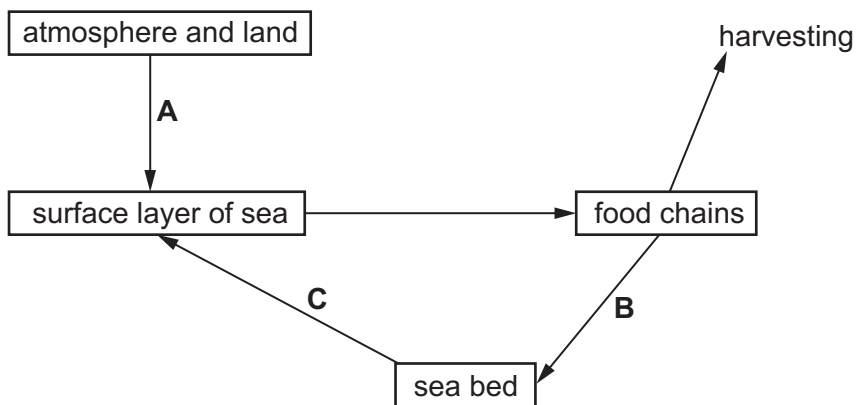 atmosphere and land
harvesting
A
surface layer of sea
food chains
C
B
sea bed